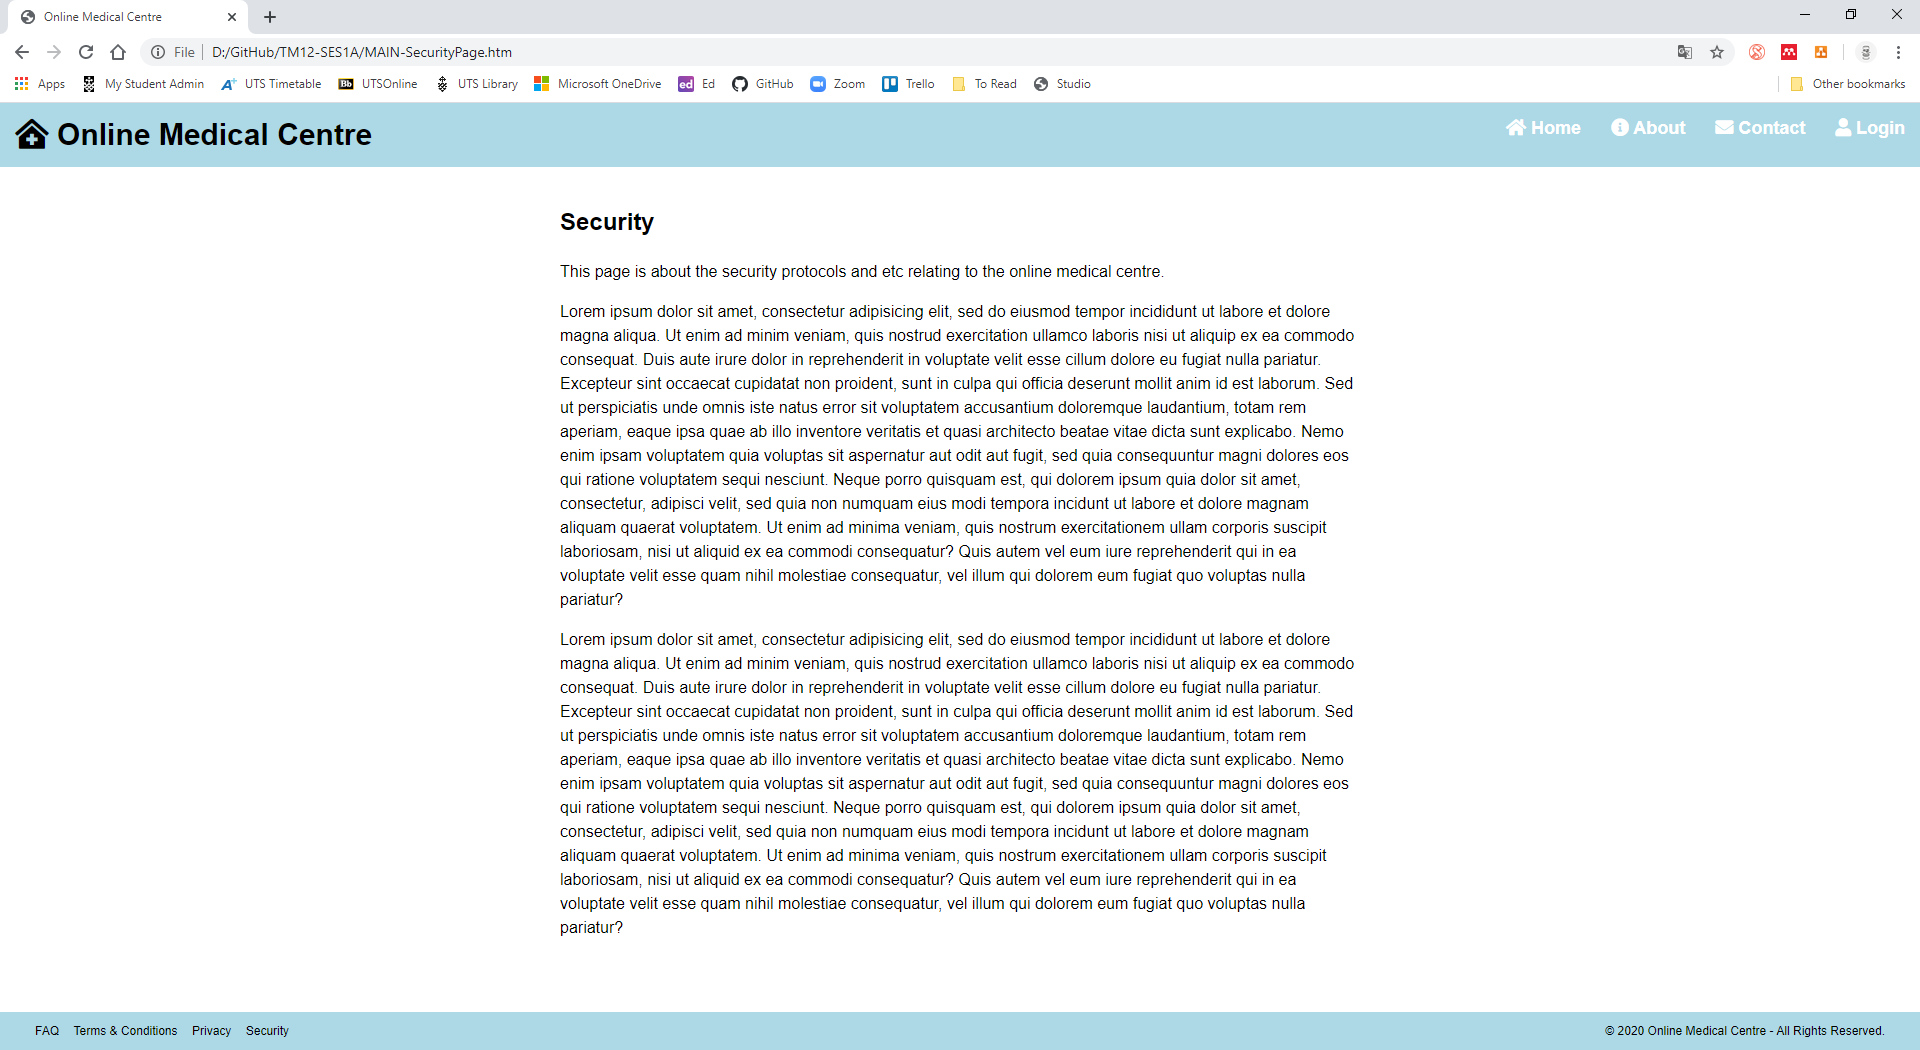 Online Medical Centre
File
D:/GitHub/TM12-SES1A/MAIN-SecurityPage.htm
Apps My Student Admin UTS Timetable Bb UTSOnline UTS Library Microsoft OneDrive ed Ed GitHub Zoom Trello To Read Studio Other bookmarks
Online Medical Centre
Home About Contact Login
Security
This page is about the security protocols and etc relating to the online medical centre.
Lorem ipsum dolor sit amet, consectetur adipisicing elit, sed do eiusmod tempor incididunt ut labore et dolore
magna aliqua. Ut enim ad minim veniam, quis nostrud exercitation ullamco laboris nisi ut aliquip ex ea commodo
consequat. Duis aute irure dolor in reprehenderit in voluptate velit esse cillum dolore eu fugiat nulla pariatur.
Excepteur sint occaecat cupidatat non proident, sunt in culpa qui officia deserunt mollit anim id est laborum. Sed
ut perspiciatis unde omnis iste natus error sit voluptatem accusantium doloremque laudantium, totam rem
aperiam, eaque ipsa quae ab illo inventore veritatis et quasi architecto beatae vitae dicta sunt explicabo. Nemo
enim ipsam voluptatem quia voluptas sit aspernatur aut odit aut fugit, sed quia consequuntur magni dolores eos
qui ratione voluptatem sequi nesciunt. Neque porro quisquam est, qui dolorem ipsum quia dolor sit amet,
consectetur, adipisci velit, sed quia non numquam eius modi tempora incidunt ut labore et dolore magnam
aliquam quaerat voluptatem. Ut enim ad minima veniam, quis nostrum exercitationem ullam corporis suscipit
laboriosam, nisi ut aliquid ex ea commodi consequatur? Quis autem vel eum iure reprehenderit qui in ea
voluptate velit esse quam nihil molestiae consequatur, vel illum qui dolorem eum fugiat quo voluptas nulla
pariatur?
Lorem ipsum dolor sit amet, consectetur adipisicing elit, sed do eiusmod tempor incididunt ut labore et dolore
magna aliqua. Ut enim ad minim veniam, quis nostrud exercitation ullamco laboris nisi ut aliquip ex ea commodo
consequat. Duis aute irure dolor in reprehenderit in voluptate velit esse cillum dolore eu fugiat nulla pariatur.
Excepteur sint occaecat cupidatat non proident, sunt in culpa qui officia deserunt mollit anim id est laborum. Sed
ut perspiciatis unde omnis iste natus error sit voluptatem accusantium doloremque laudantium, totam rem
aperiam, eaque ipsa quae ab illo inventore veritatis et quasi architecto beatae vitae dicta sunt explicabo. Nemo
enim ipsam voluptatem quia voluptas sit aspernatur aut odit aut fugit, sed quia consequuntur magni dolores eos
qui ratione voluptatem sequi nesciunt. Neque porro quisquam est, qui dolorem ipsum quia dolor sit amet,
consectetur, adipisci velit, sed quia non numquam eius modi tempora incidunt ut labore et dolore magnam
aliquam quaerat voluptatem. Ut enim ad minima veniam, quis nostrum exercitationem ullam corporis suscipit
laboriosam, nisi ut aliquid ex ea commodi consequatur? Quis autem vel eum iure reprehenderit qui in ea
voluptate velit esse quam nihil molestiae consequatur, vel illum qui dolorem eum fugiat quo voluptas nulla
pariatur?
FAQ Terms & Conditions Privacy Security
© 2020 Online Medical Centre - All Rights Reserved.